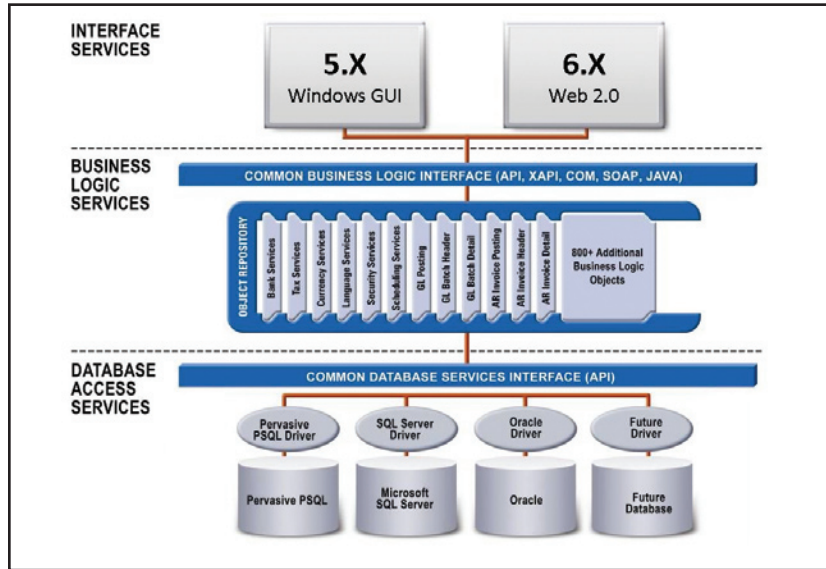 INTERFACE
SERVICES
5.X
Windows GUI
6.X
Web 2.0
BUSINESS
LOGIC
SERVICES
COMMON BUSINESS LOGIC INTERFACE (API, XAPI, COM, SOAP, JAVA)
OBJECT REPOSITORY
Bank Services
Tax Services
Currency Services
Language Services
Security Services
Scheduling Services
GL Posting
GL Batch Header
GL Batch Detail
AR Invoice Posting
AR Invoice Header
AR Invoice Detail
800+ Additional
Business Logic
Objects
DATABASE
ACCESS
SERVICES
COMMON DATABASE SERVICES INTERFACE (API)
Pervasive
PSQL Driver
SQL Server
Driver
Oracle
Driver
Future
Driver
Pervasive PSQL
Microsoft
SQL Server
Oracle
Future
Database